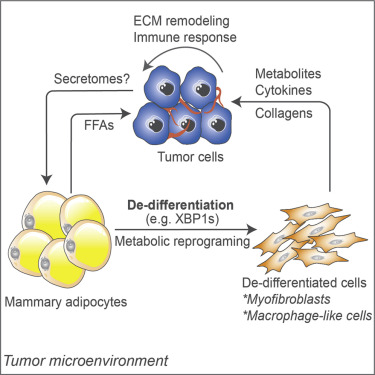 ECM remodeling
Immune response
Secretomes?
FFAs
Metabolites
Cytokines
Collagens
Tumor cells
De-differentiation
(e.g. XBP1s)
Metabolic reprograming
Mammary adipocytes
De-differentiated cells
*Myofibroblasts
*Macrophage-like cells
Tumor microenvironment